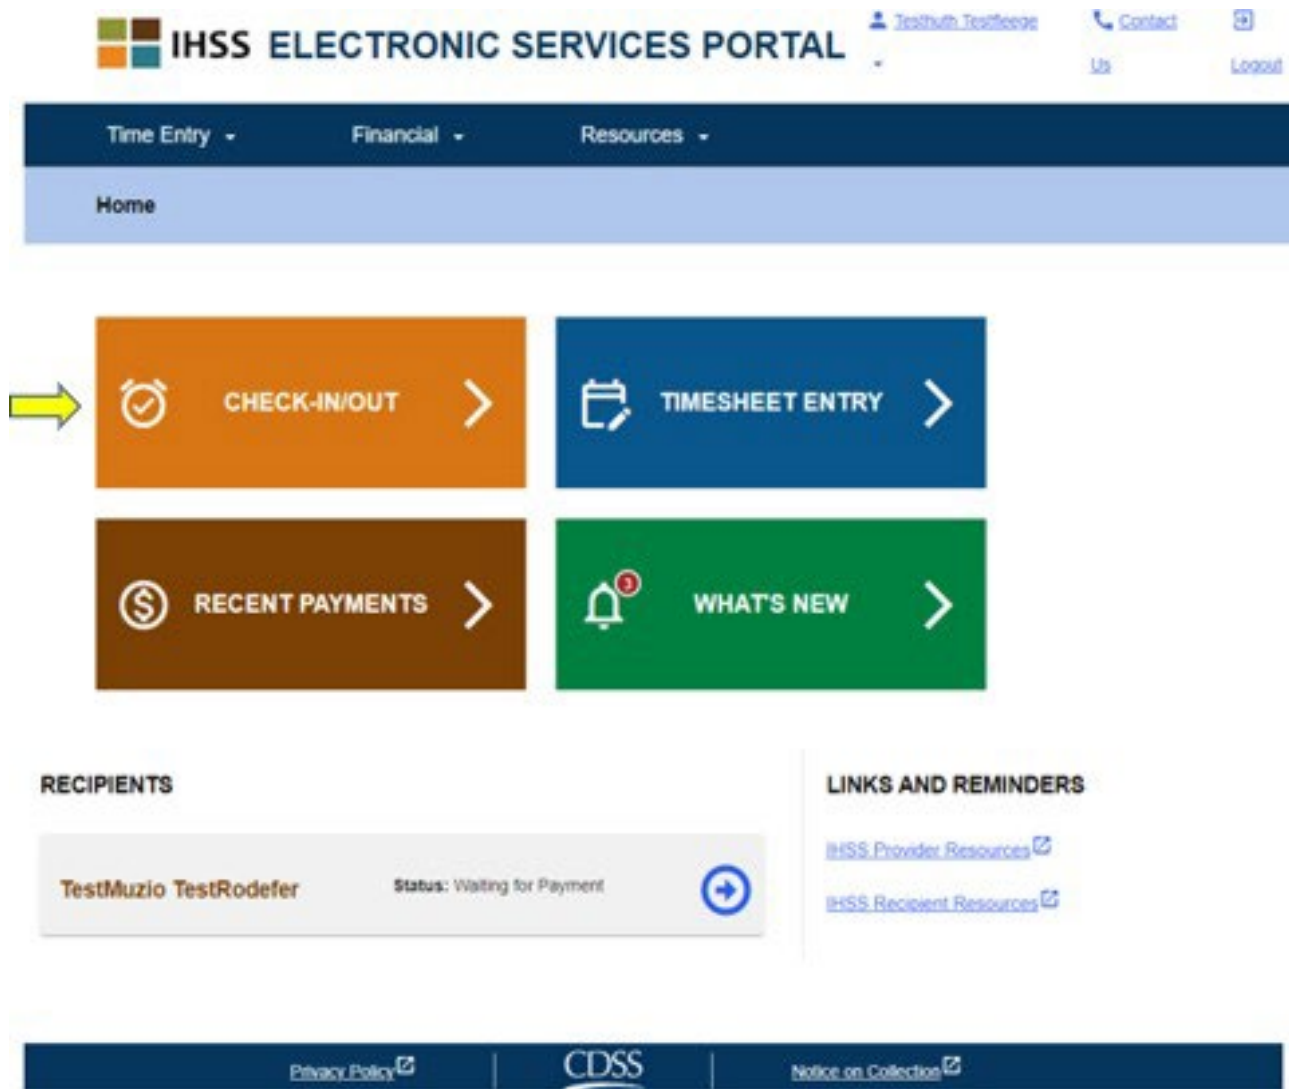 IHSS ELECTRONIC SERVICES PORTAL
Testhuth Testfleege
Contact Us
Logout
Time Entry
Financial
Resources
Home
CHECK-IN/OUT
TIMESHEET ENTRY
RECENT PAYMENTS
3
WHAT'S NEW
RECIPIENTS
TestMuzio TestRodefer
Status: Waiting for Payment
LINKS AND REMINDERS
IHSS Provider Resources
IHSS Recipient Resources
Privacy Policy
CDSS
Notice on Collection